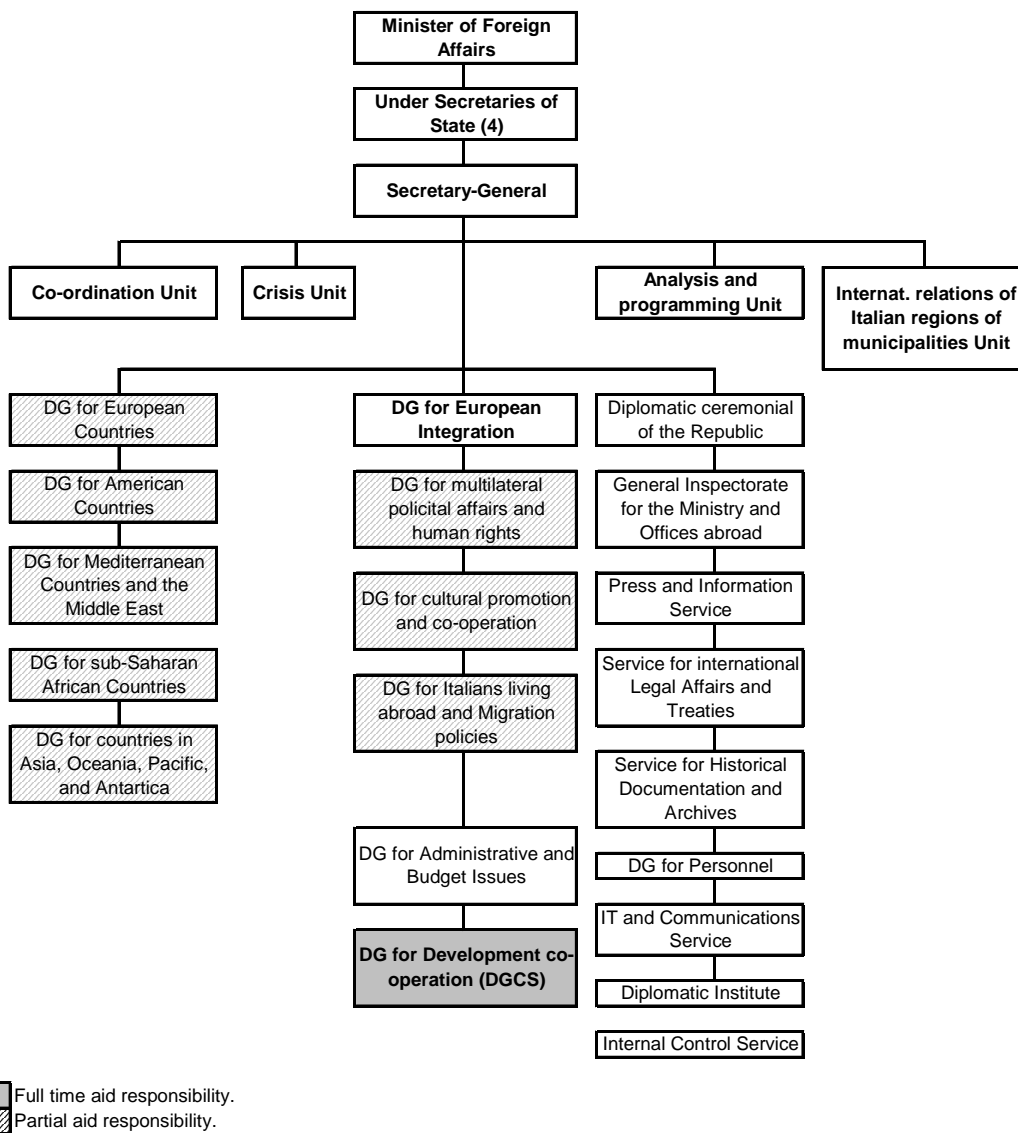 Minister of Foreign
Affairs
Under Secretaries of
State (4)
Secretary-General
Co-ordination Unit
Crisis Unit
Analysis and
programming Unit
Internat. relations of
Italian regions of
municipalities Unit
DG for European
Countries
DG for American
Countries
DG for Mediterranean
Countries and the
Middle East
DG for sub-Saharan
African Countries
DG for countries in
Asia, Oceania, Pacific,
and Antartica
DG for European
Integration
DG for multilateral
policital affairs and
human rights
DG for cultural promotion
and co-operation
DG for Italians living
abroad and Migration
policies
DG for Administrative and
Budget Issues
DG for Development co-
operation (DGCS)
Diplomatic ceremonial
of the Republic
General Inspectorate
for the Ministry and
Offices abroad
Press and Information
Service
Service for international
Legal Affairs and
Treaties
Service for Historical
Documentation and
Archives
DG for Personnel
IT and Communications
Service
Diplomatic Institute
Internal Control Service
Full time aid responsibility.
Partial aid responsibility.